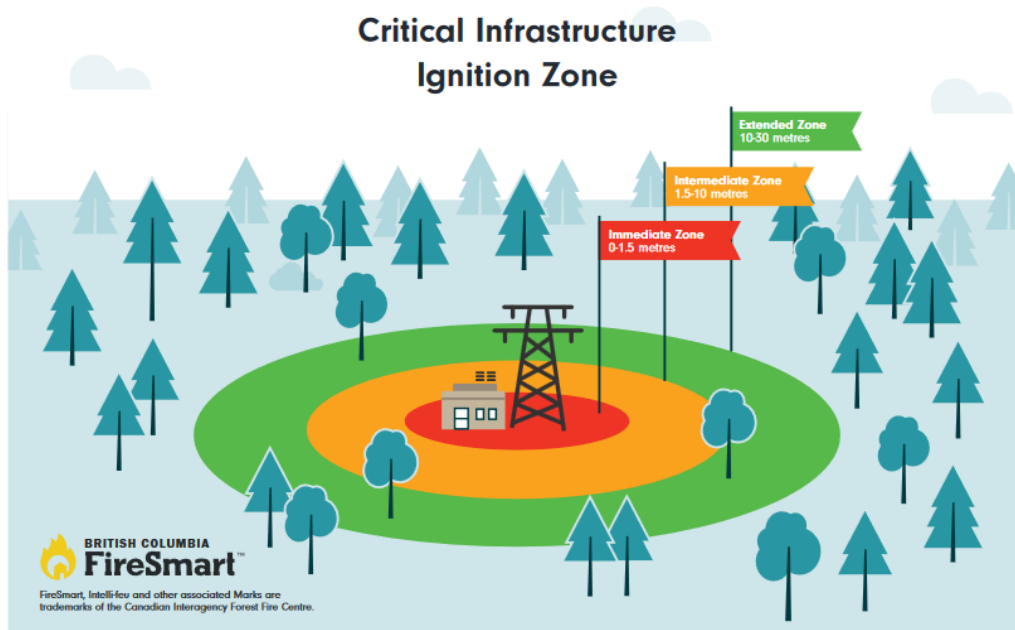 Critical Infrastructure
Ignition Zone
Extended Zone
10-30 metres
Intermediate Zone
1.5-10 metres
Immediate Zone
0-1.5 metres
BRITISH COLUMBIA
FireSmart™
FireSmart, Intelli-feu and other associated Marks are
trademarks of the Canadian Interagency Forest Fire Centre.